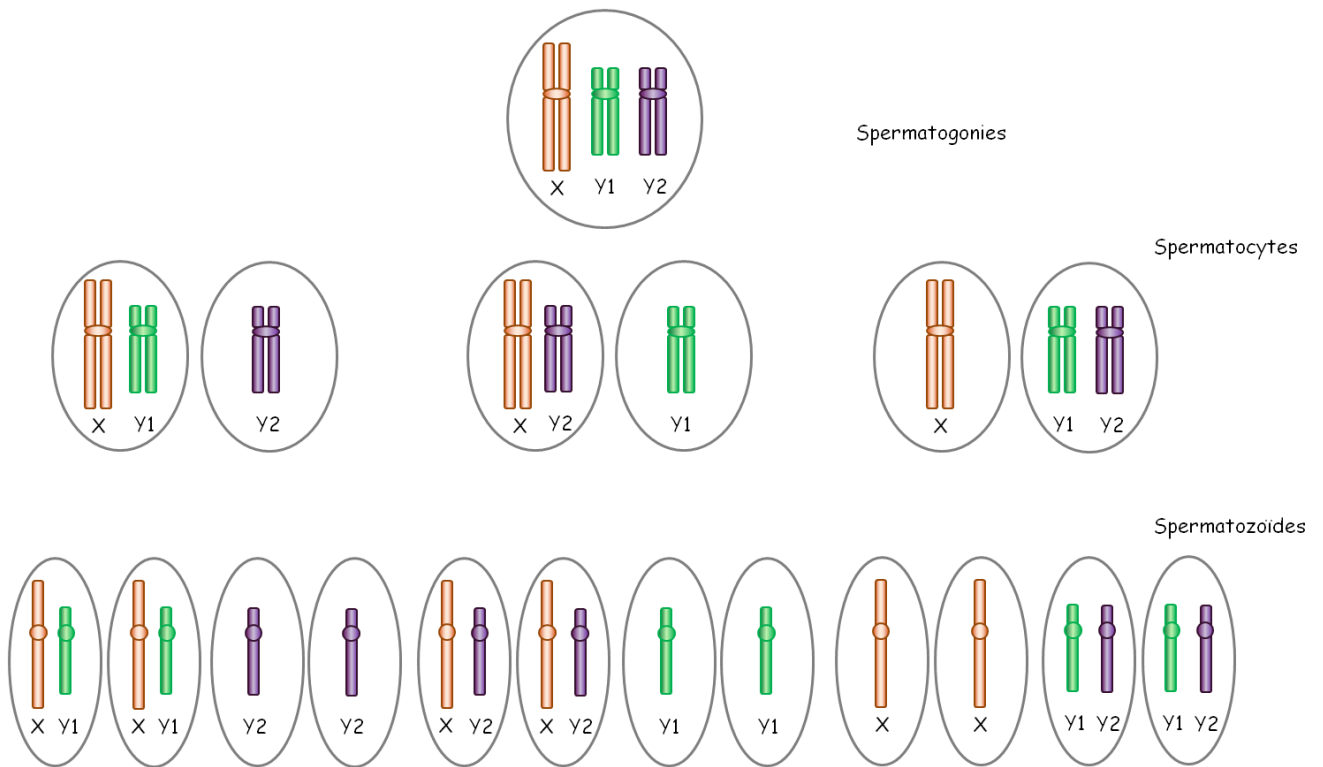 Spermatogonies
X Y1 Y2
Spermatocytes
X Y1 Y2 X Y2 Y1 X Y1 Y2
Spermatozoïdes
X Y1 X Y1 Y2 Y2 X Y2 X Y2 Y1 Y1 X X Y1 Y2 Y1 Y2